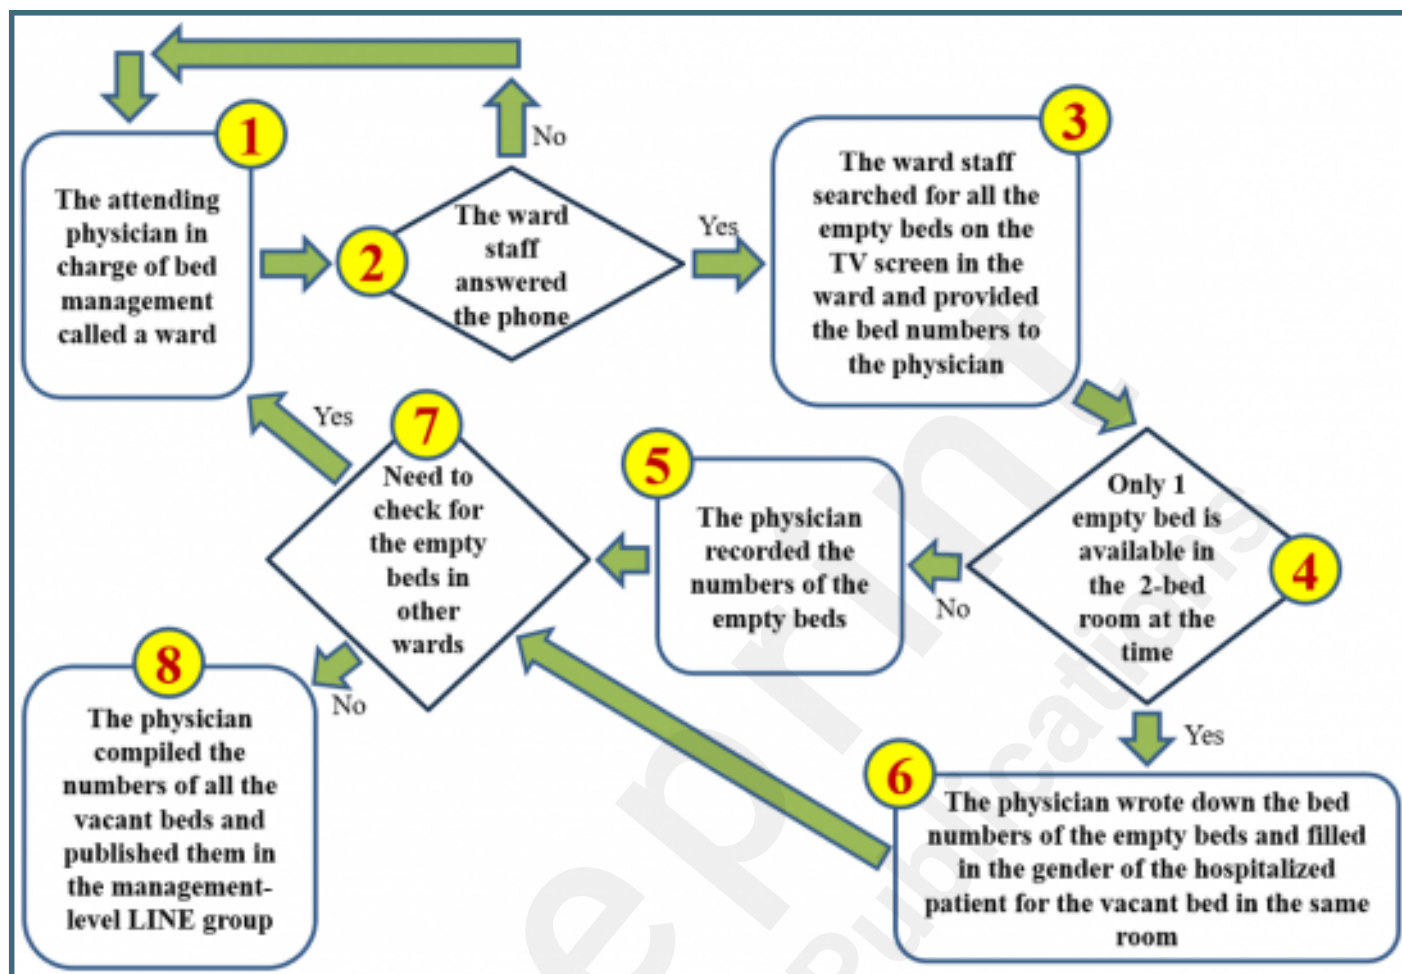 1
The attending
physician in
charge of bed
management
called a ward
2
The ward
staff
answered
the phone
No
Yes
3
The ward staff
searched for all the
empty beds on the
TV screen in the
ward and provided
the bed numbers to
the physician
4
Only 1
empty bed is
available in
the 2-bed
room at the
time
No
Yes
5
The physician
recorded the
numbers of the
empty beds
6
The physician wrote down the bed
numbers of the empty beds and filled
in the gender of the hospitalized
patient for the vacant bed in the same
room
7
Need to
check for
the empty
beds in
other
wards
Yes
No
8
The physician
compiled the
numbers of all the
vacant beds and
published them in
the management-
level LINE group
eprint
Publications